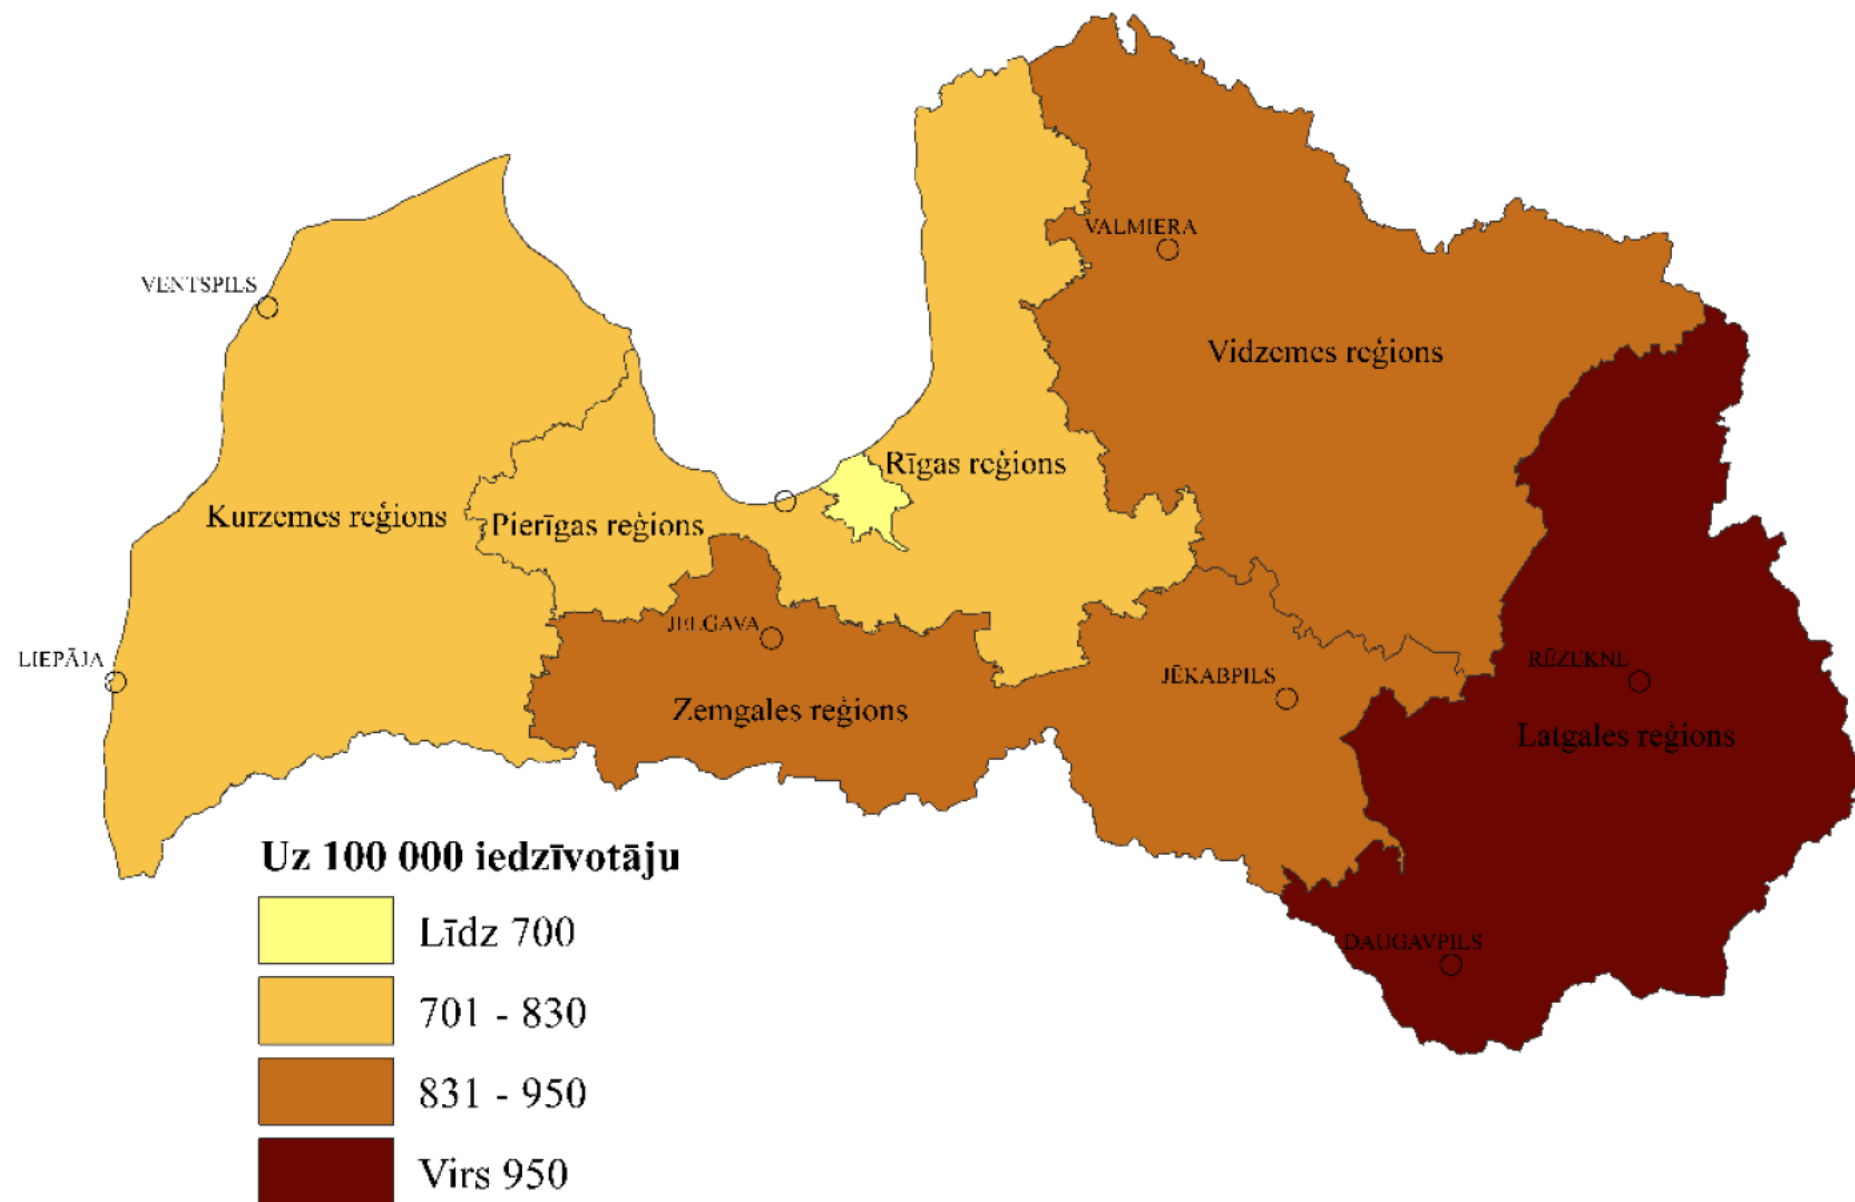 VALMIERA
VENTSPILS
Vidzemes reģions
Rīgas reģions
Kurzemes reģions
Pierīgas reģions
JELGAVA
LIEPĀJA
RĒZEKNE
JĒKABPILS
Zemgales reģions
Latgales reģions
Uz 100 000 iedzīvotāju
Līdz 700
DAUGAVPILS
701 - 830
831 - 950
Virs 950